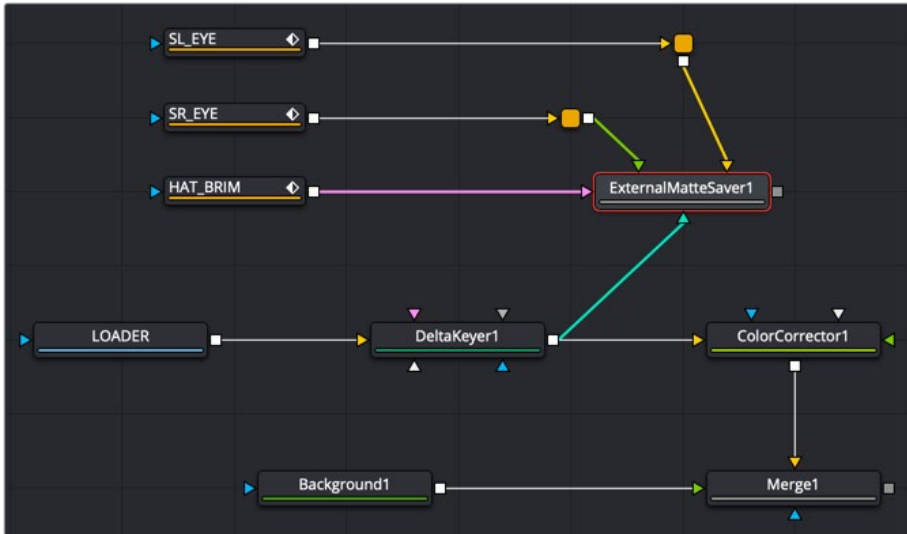 SL_EYE
SR_EYE
HAT_BRIM
ExternalMatteSaver1
LOADER
DeltaKeyer1
ColorCorrector1
Background1
Merge1